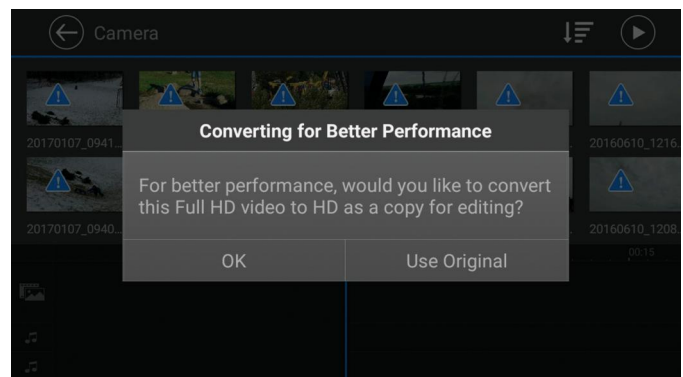 Camera
20170107_0941...
20160610_1216...
Converting for Better Performance
For better performance, would you like to convert
this Full HD video to HD as a copy for editing?
20170107_0940...
20160610_1208...
OK
Use Original
00:15